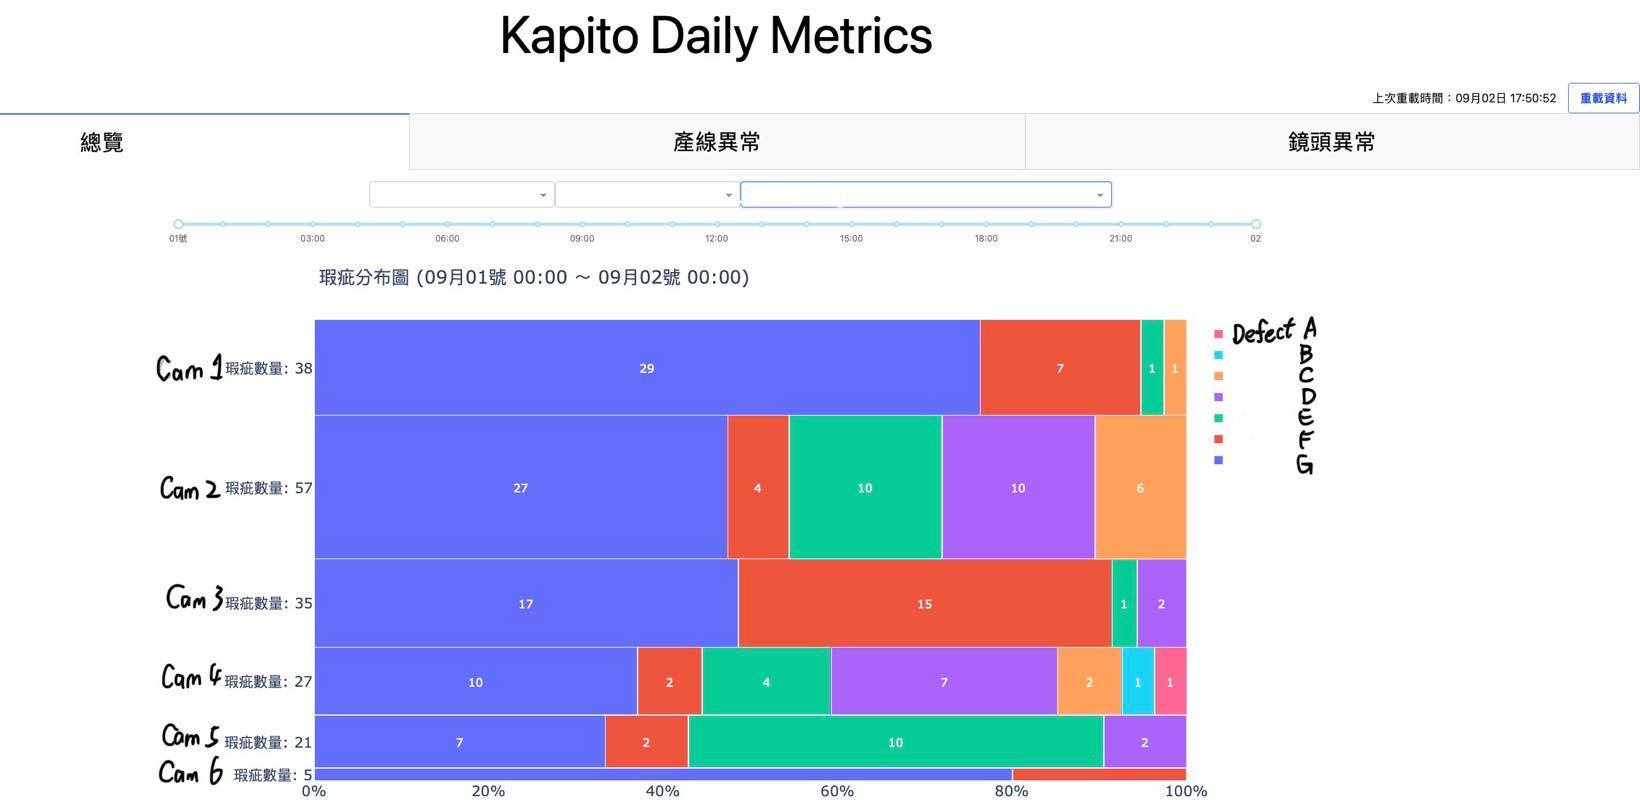 Kapito Daily Metrics
上次重載時間：09月02日 17:50:52 重載資料
總覽 產線異常 鏡頭異常
01號 03:00 06:00 09:00 12:00 15:00 18:00 21:00 02
瑕疵分布圖 (09月01號 00:00 ～ 09月02號 00:00)
Defect A
B
C
D
E
F
G
Cam 1 瑕疵數量: 38 29 7 1 1
Cam 2 瑕疵數量: 57 27 4 10 10 6
Cam 3 瑕疵數量: 35 17 15 1 2
Cam 4 瑕疵數量: 27 10 2 4 7 2 1 1
Cam 5 瑕疵數量: 21 7 2 10 2
Cam 6 瑕疵數量: 5
0% 20% 40% 60% 80% 100%